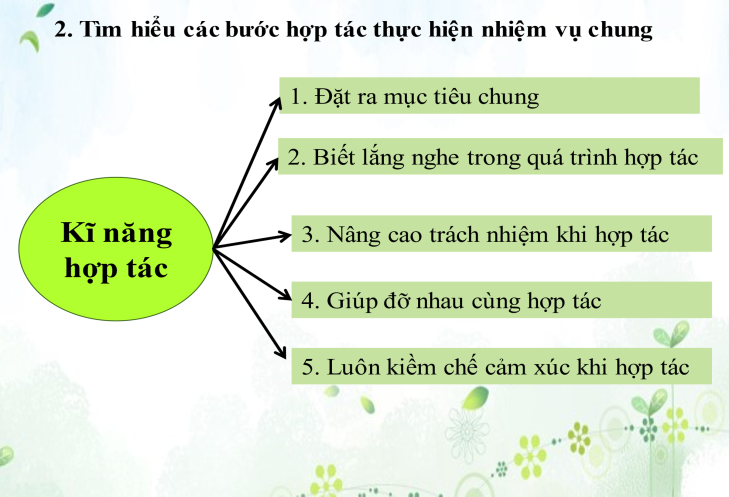 2. Tìm hiểu các bước hợp tác thực hiện nhiệm vụ chung
1. Đặt ra mục tiêu chung
2. Biết lắng nghe trong quá trình hợp tác
Kĩ năng
hợp tác
3. Nâng cao trách nhiệm khi hợp tác
4. Giúp đỡ nhau cùng hợp tác
5. Luôn kiềm chế cảm xúc khi hợp tác